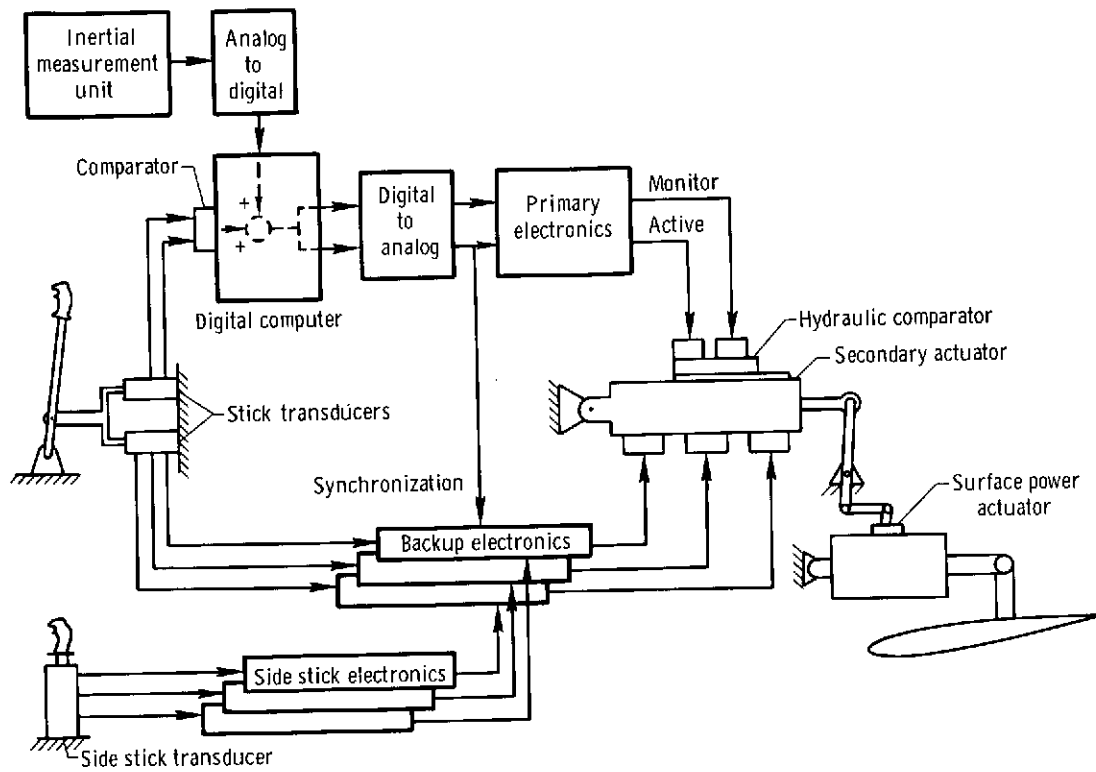 Inertial
measurement
unit
Analog
to
digital
Comparator
+
+
Digital computer
Digital
to
analog
Primary
electronics
Monitor
Active
Hydraulic comparator
Secondary actuator
Stick transducers
Synchronization
Surface power
actuator
Backup electronics
Side stick electronics
Side stick transducer